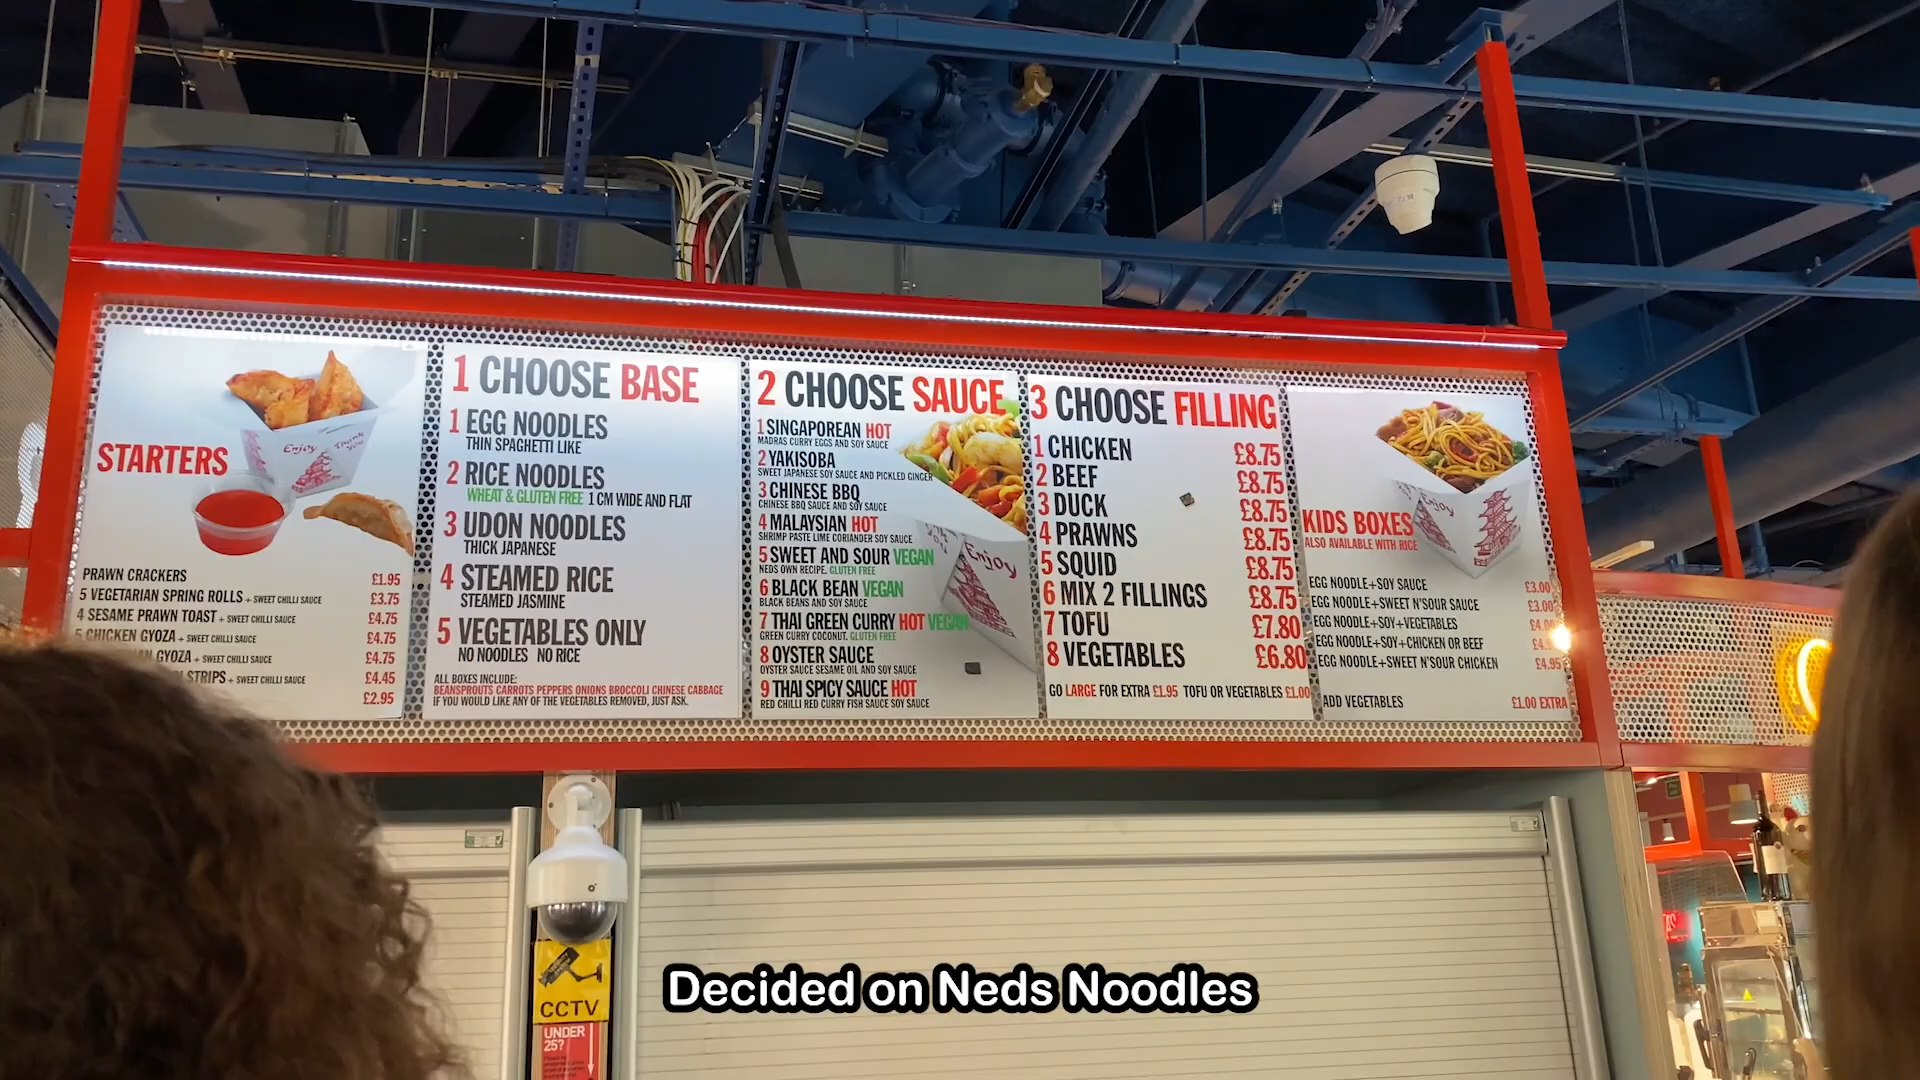 STARTERS
Enjoy
Thank You
PRAWN CRACKERS £1.95
5 VEGETARIAN SPRING ROLLS + SWEET CHILLI SAUCE £3.75
4 SESAME PRAWN TOAST + SWEET CHILLI SAUCE £4.75
5 CHICKEN GYOZA + SWEET CHILLI SAUCE £4.75
GYOZA + SWEET CHILLI SAUCE £4.75
STRIPS + SWEET CHILLI SAUCE £4.45
£2.95
1 CHOOSE BASE
1 EGG NOODLES
THIN SPAGHETTI LIKE
2 RICE NOODLES
WHEAT & GLUTEN FREE 1 CM WIDE AND FLAT
3 UDON NOODLES
THICK JAPANESE
4 STEAMED RICE
STEAMED JASMINE
5 VEGETABLES ONLY
NO NOODLES NO RICE
ALL BOXES INCLUDE:
BEANSPROUTS CARROTS PEPPERS ONIONS BROCCOLI CHINESE CABBAGE
IF YOU WOULD LIKE ANY OF THE VEGETABLES REMOVED, JUST ASK.
2 CHOOSE SAUCE
1 SINGAPOREAN HOT
MADRAS CURRY EGGS AND SOY SAUCE
2 YAKISOBA
SWEET JAPANESE SOY SAUCE AND PICKLED GINGER
3 CHINESE BBQ
CHINESE BBQ SAUCE AND SOY SAUCE
4 MALAYSIAN HOT
SHRIMP PASTE LIME CORIANDER SOY SAUCE
5 SWEET AND SOUR VEGAN
NEDS OWN RECIPE. GLUTEN FREE
6 BLACK BEAN VEGAN
BLACK BEANS AND SOY SAUCE
7 THAI GREEN CURRY HOT VEGAN
GREEN CURRY COCONUT. GLUTEN FREE
8 OYSTER SAUCE
OYSTER SAUCE SESAME OIL AND SOY SAUCE
9 THAI SPICY SAUCE HOT
RED CHILLI RED CURRY FISH SAUCE SOY SAUCE
Enjoy
3 CHOOSE FILLING
1 CHICKEN £8.75
2 BEEF £8.75
3 DUCK £8.75
4 PRAWNS £8.75
5 SQUID £8.75
6 MIX 2 FILLINGS £8.75
7 TOFU £7.80
8 VEGETABLES £6.80
GO LARGE FOR EXTRA £1.95 TOFU OR VEGETABLES £1.00
Enjoy
KIDS BOXES
ALSO AVAILABLE WITH RICE
EGG NOODLE+SOY SAUCE £3.00
EGG NOODLE+SWEET N'SOUR SAUCE £3.00
EGG NOODLE+SOY+VEGETABLES
EGG NOODLE+SOY+CHICKEN OR BEEF
EGG NOODLE+SWEET N'SOUR CHICKEN £4.95
ADD VEGETABLES £1.00 EXTRA
CCTV
UNDER
25?
Decided on Neds Noodles